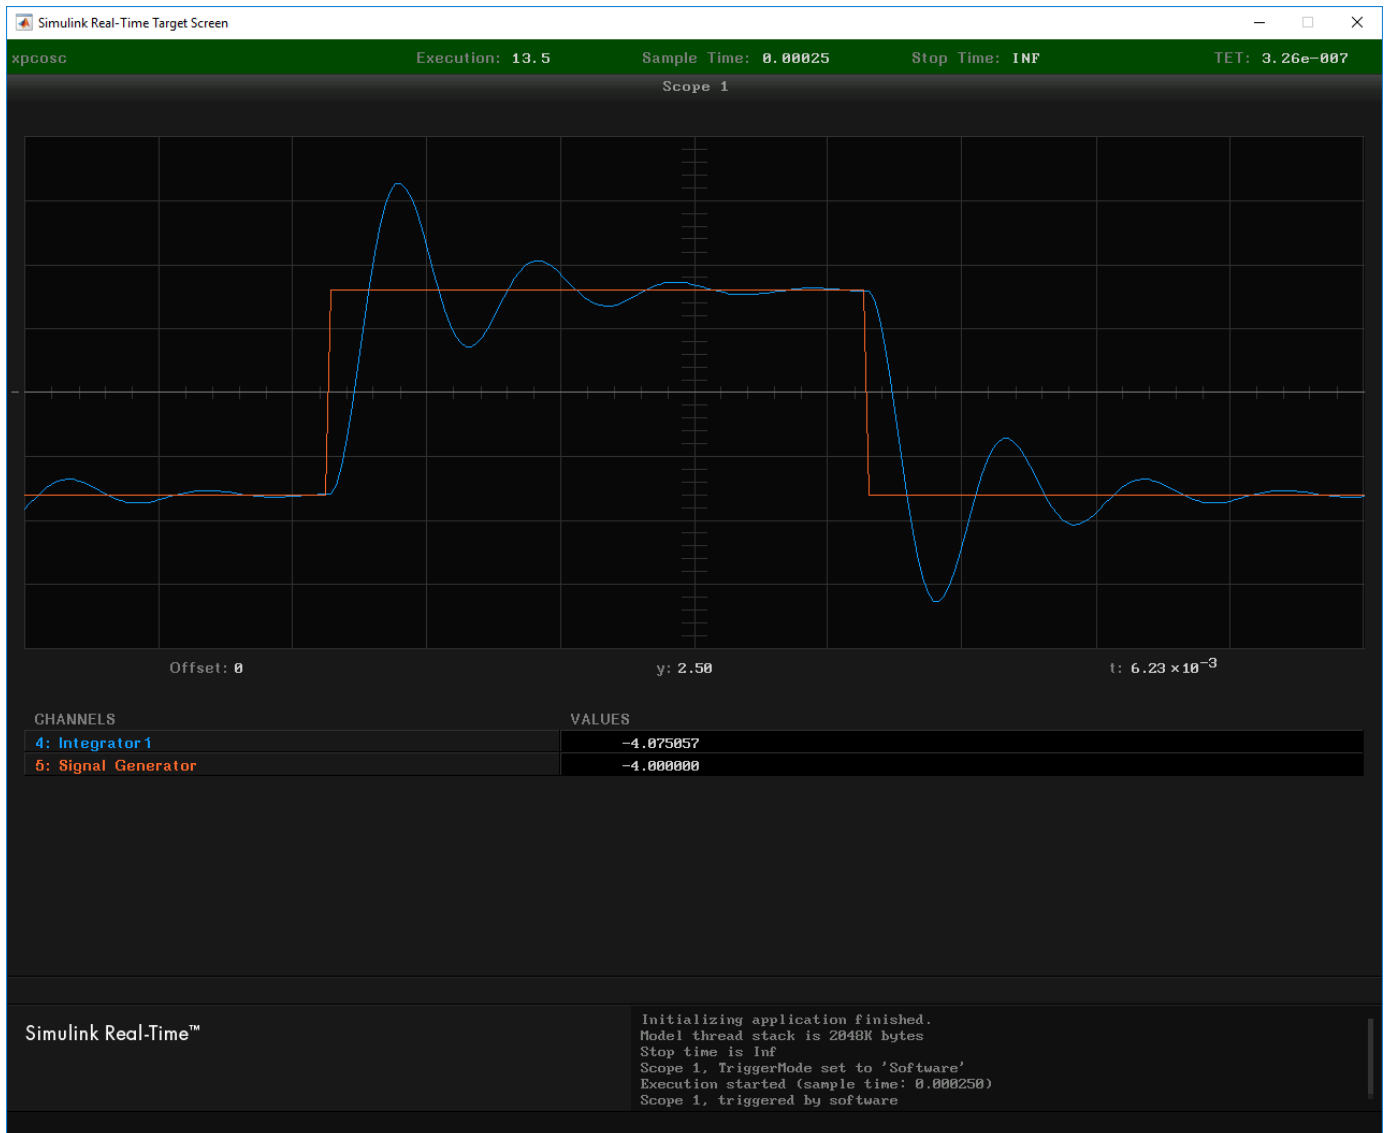 Simulink Real-Time Target Screen
xpcosc Execution: 13.5 Sample Time: 0.00025 Stop Time: INF TET: 3.26e-007
Scope 1
Offset: 0 y: 2.50 t: 6.23 ×10⁻³
CHANNELS VALUES
4: Integrator1 -4.075057
5: Signal Generator -4.000000
Simulink Real-Time™
Initializing application finished.
Model thread stack is 2048K bytes
Stop time is Inf
Scope 1, TriggerMode set to 'Software'
Execution started (sample time: 0.000250)
Scope 1, triggered by software